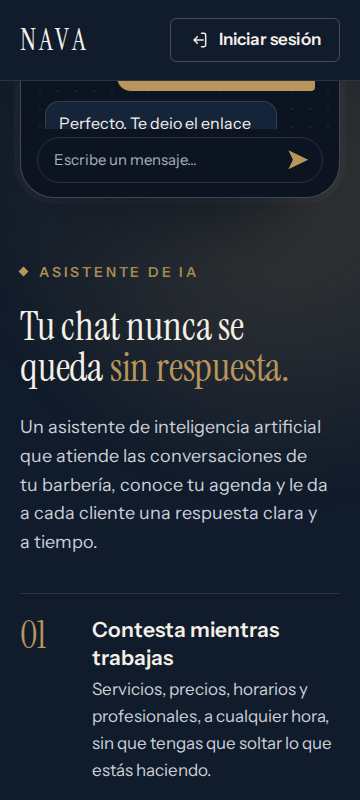 NAVA
Iniciar sesión
Perfecto. Te dejo el enlace
Escribe un mensaje...
ASISTENTE DE IA
Tu chat nunca se
queda sin respuesta.
Un asistente de inteligencia artificial
que atiende las conversaciones de
tu barbería, conoce tu agenda y le da
a cada cliente una respuesta clara y
a tiempo.
01
Contesta mientras
trabajas
Servicios, precios, horarios y
profesionales, a cualquier hora,
sin que tengas que soltar lo que
estás haciendo.